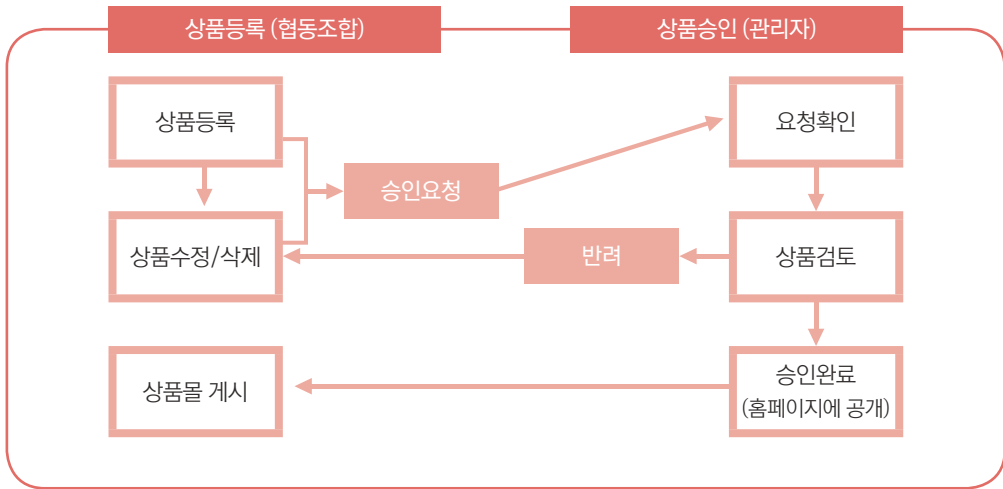 상품등록 (협동조합)
상품승인 (관리자)
상품등록
요청확인
승인요청
상품수정/삭제
반려
상품검토
상품몰 게시
승인완료
(홈페이지에 공개)